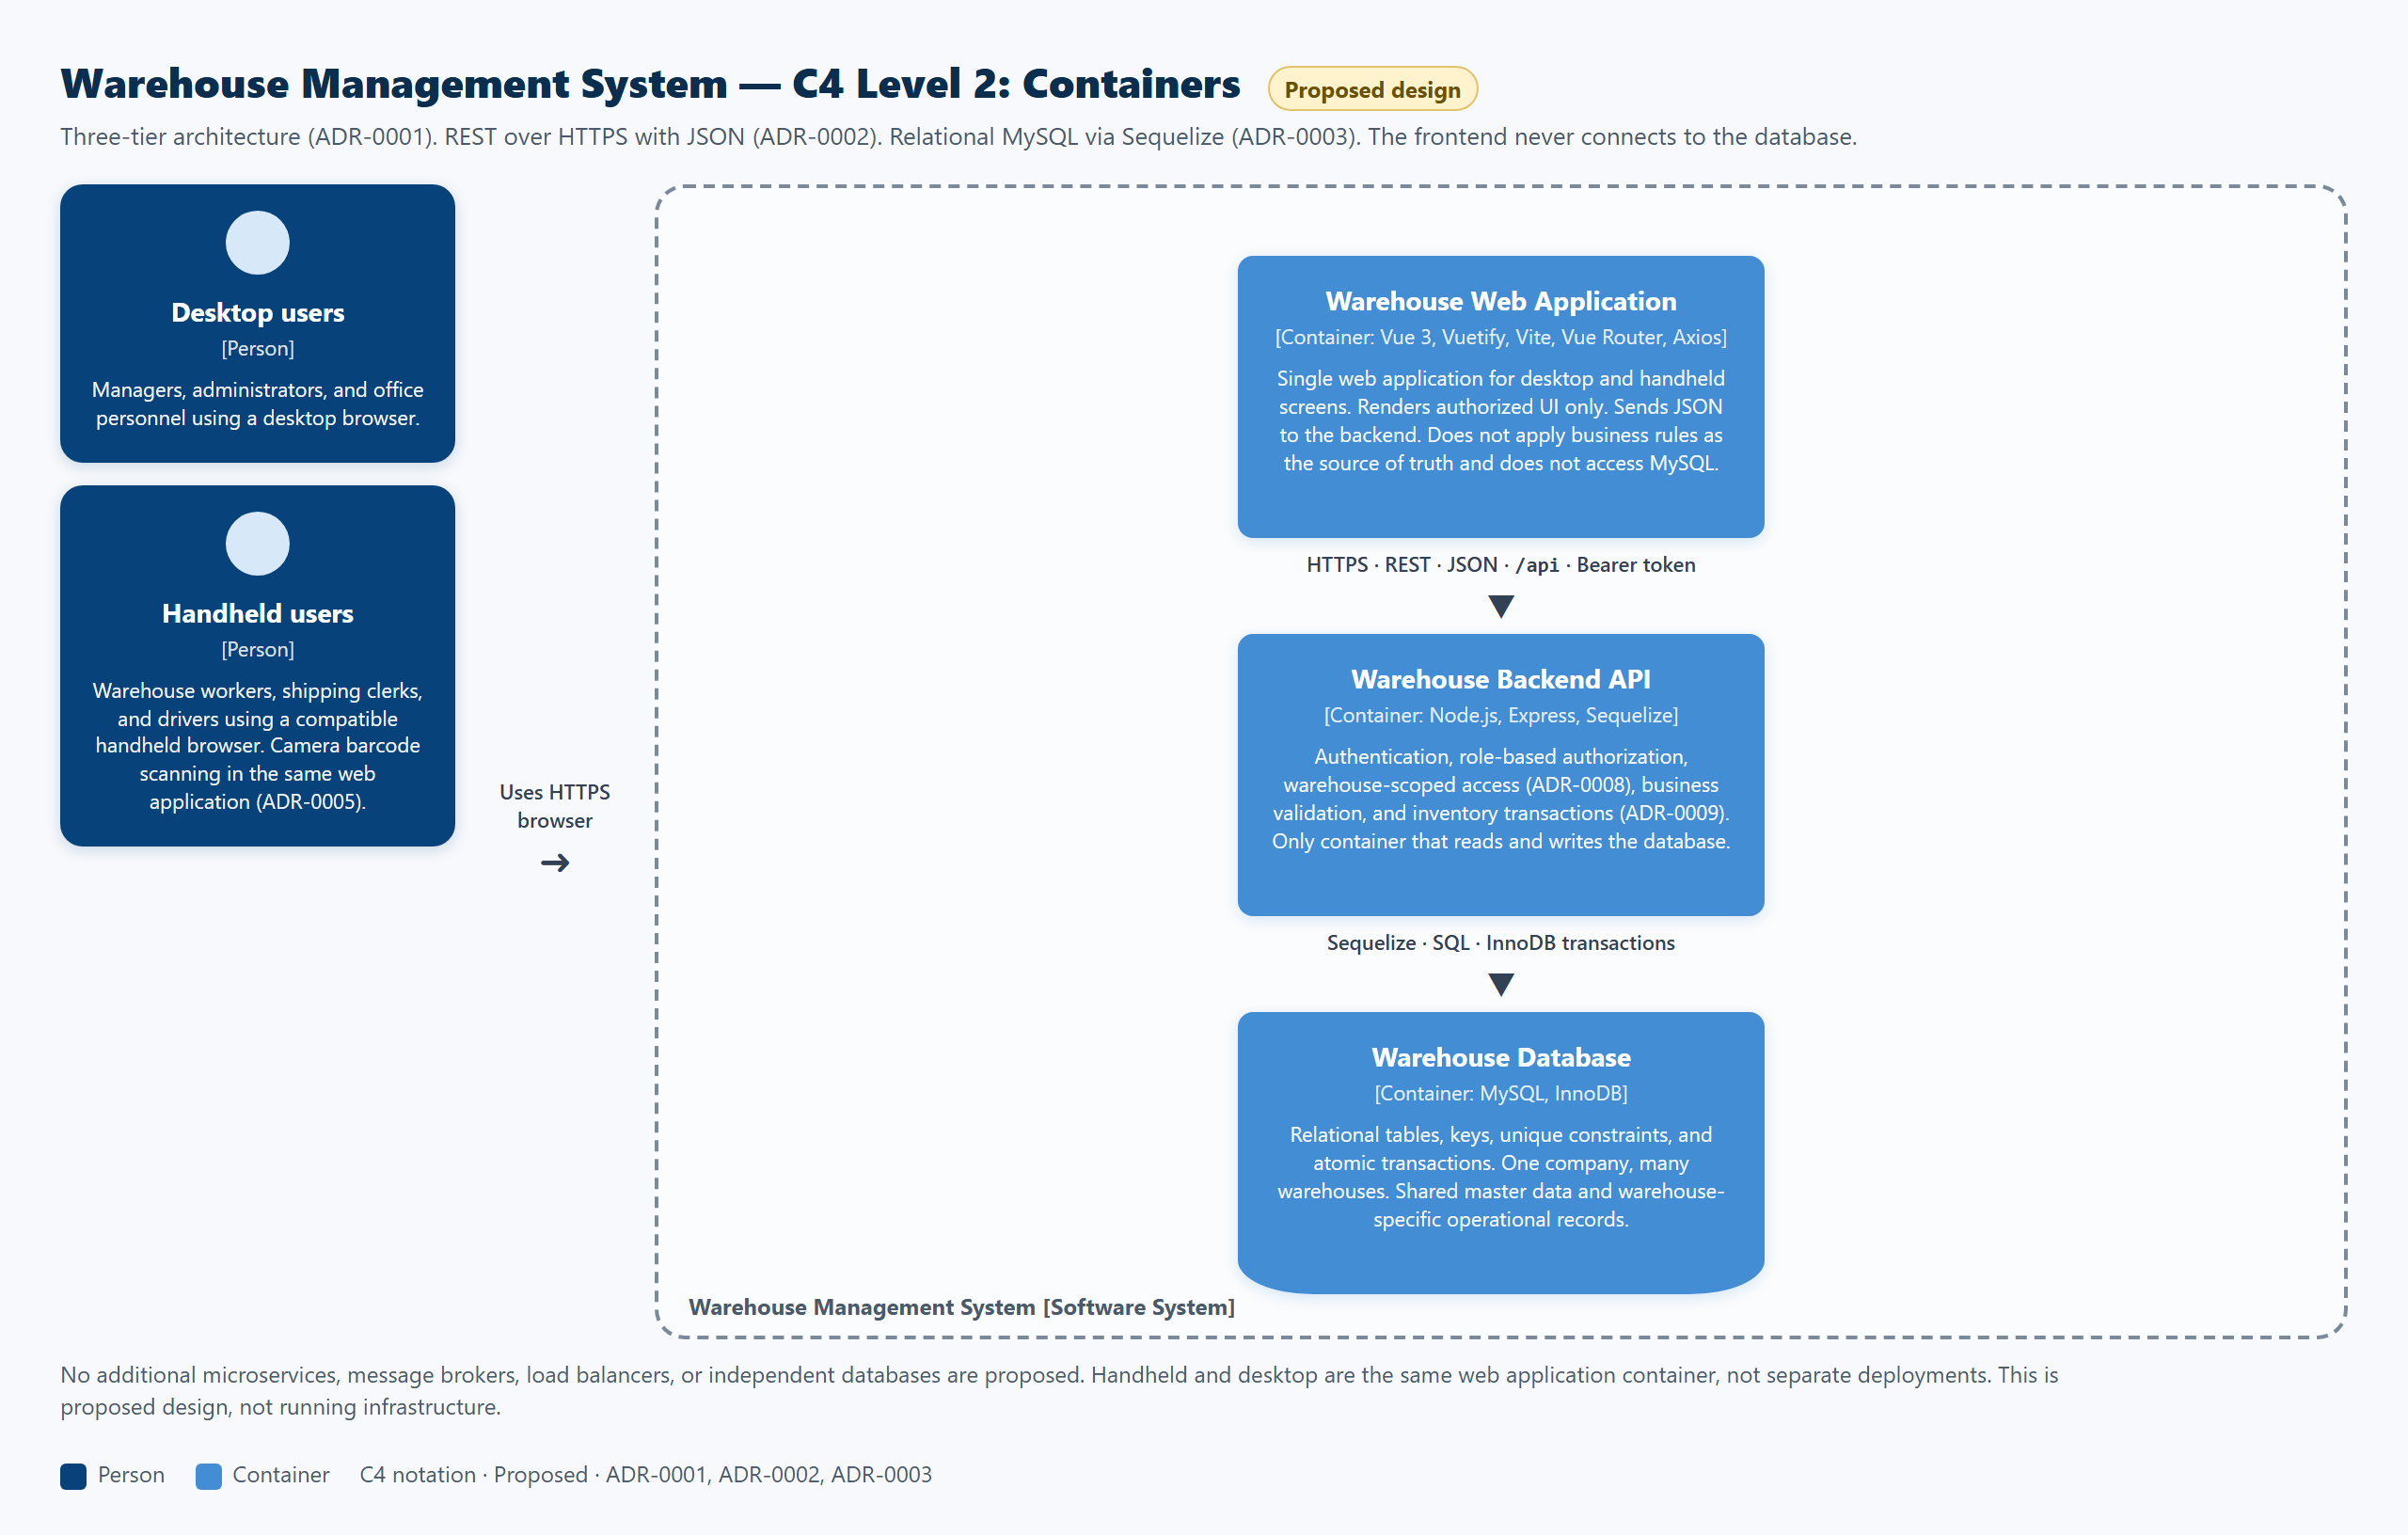 Warehouse Management System — C4 Level 2: Containers
Proposed design
Three-tier architecture (ADR-0001). REST over HTTPS with JSON (ADR-0002). Relational MySQL via Sequelize (ADR-0003). The frontend never connects to the database.
Desktop users
[Person]
Managers, administrators, and office
personnel using a desktop browser.
Handheld users
[Person]
Warehouse workers, shipping clerks,
and drivers using a compatible
handheld browser. Camera barcode
scanning in the same web
application (ADR-0005).
Uses HTTPS
browser
➔
Warehouse Web Application
[Container: Vue 3, Vuetify, Vite, Vue Router, Axios]
Single web application for desktop and handheld
screens. Renders authorized UI only. Sends JSON
to the backend. Does not apply business rules as
the source of truth and does not access MySQL.
HTTPS · REST · JSON · /api · Bearer token
▼
Warehouse Backend API
[Container: Node.js, Express, Sequelize]
Authentication, role-based authorization,
warehouse-scoped access (ADR-0008), business
validation, and inventory transactions (ADR-0009).
Only container that reads and writes the database.
Sequelize · SQL · InnoDB transactions
▼
Warehouse Database
[Container: MySQL, InnoDB]
Relational tables, keys, unique constraints, and
atomic transactions. One company, many
warehouses. Shared master data and warehouse-
specific operational records.
Warehouse Management System [Software System]
No additional microservices, message brokers, load balancers, or independent databases are proposed. Handheld and desktop are the same web application container, not separate deployments. This is
proposed design, not running infrastructure.
Person
Container
C4 notation · Proposed · ADR-0001, ADR-0002, ADR-0003